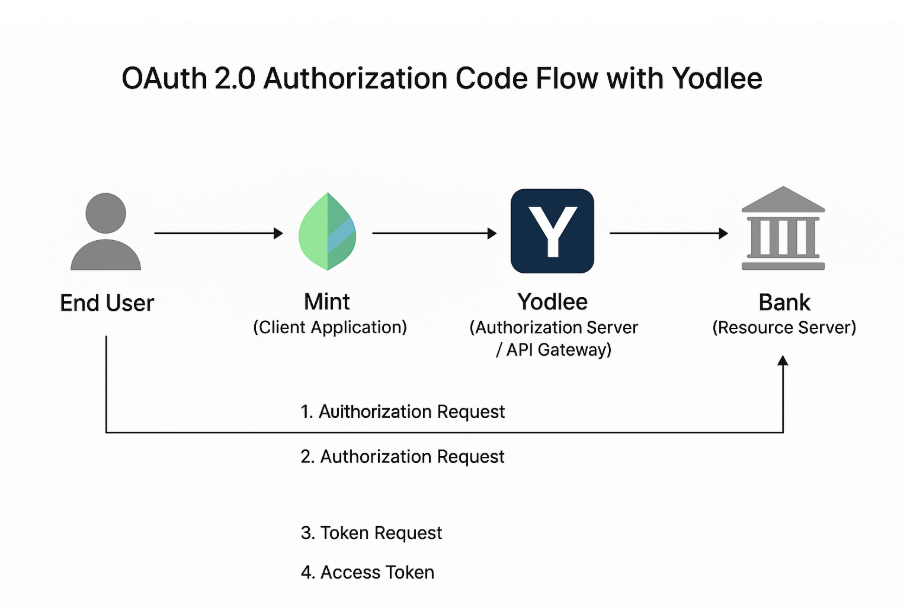 OAuth 2.0 Authorization Code Flow with Yodlee
Y
End User
Mint
(Client Application)
Yodlee
(Authorization Server
/ API Gateway)
Bank
(Resource Server)
1. Auithorization Request
2. Authorization Request
3. Token Request
4. Access Token